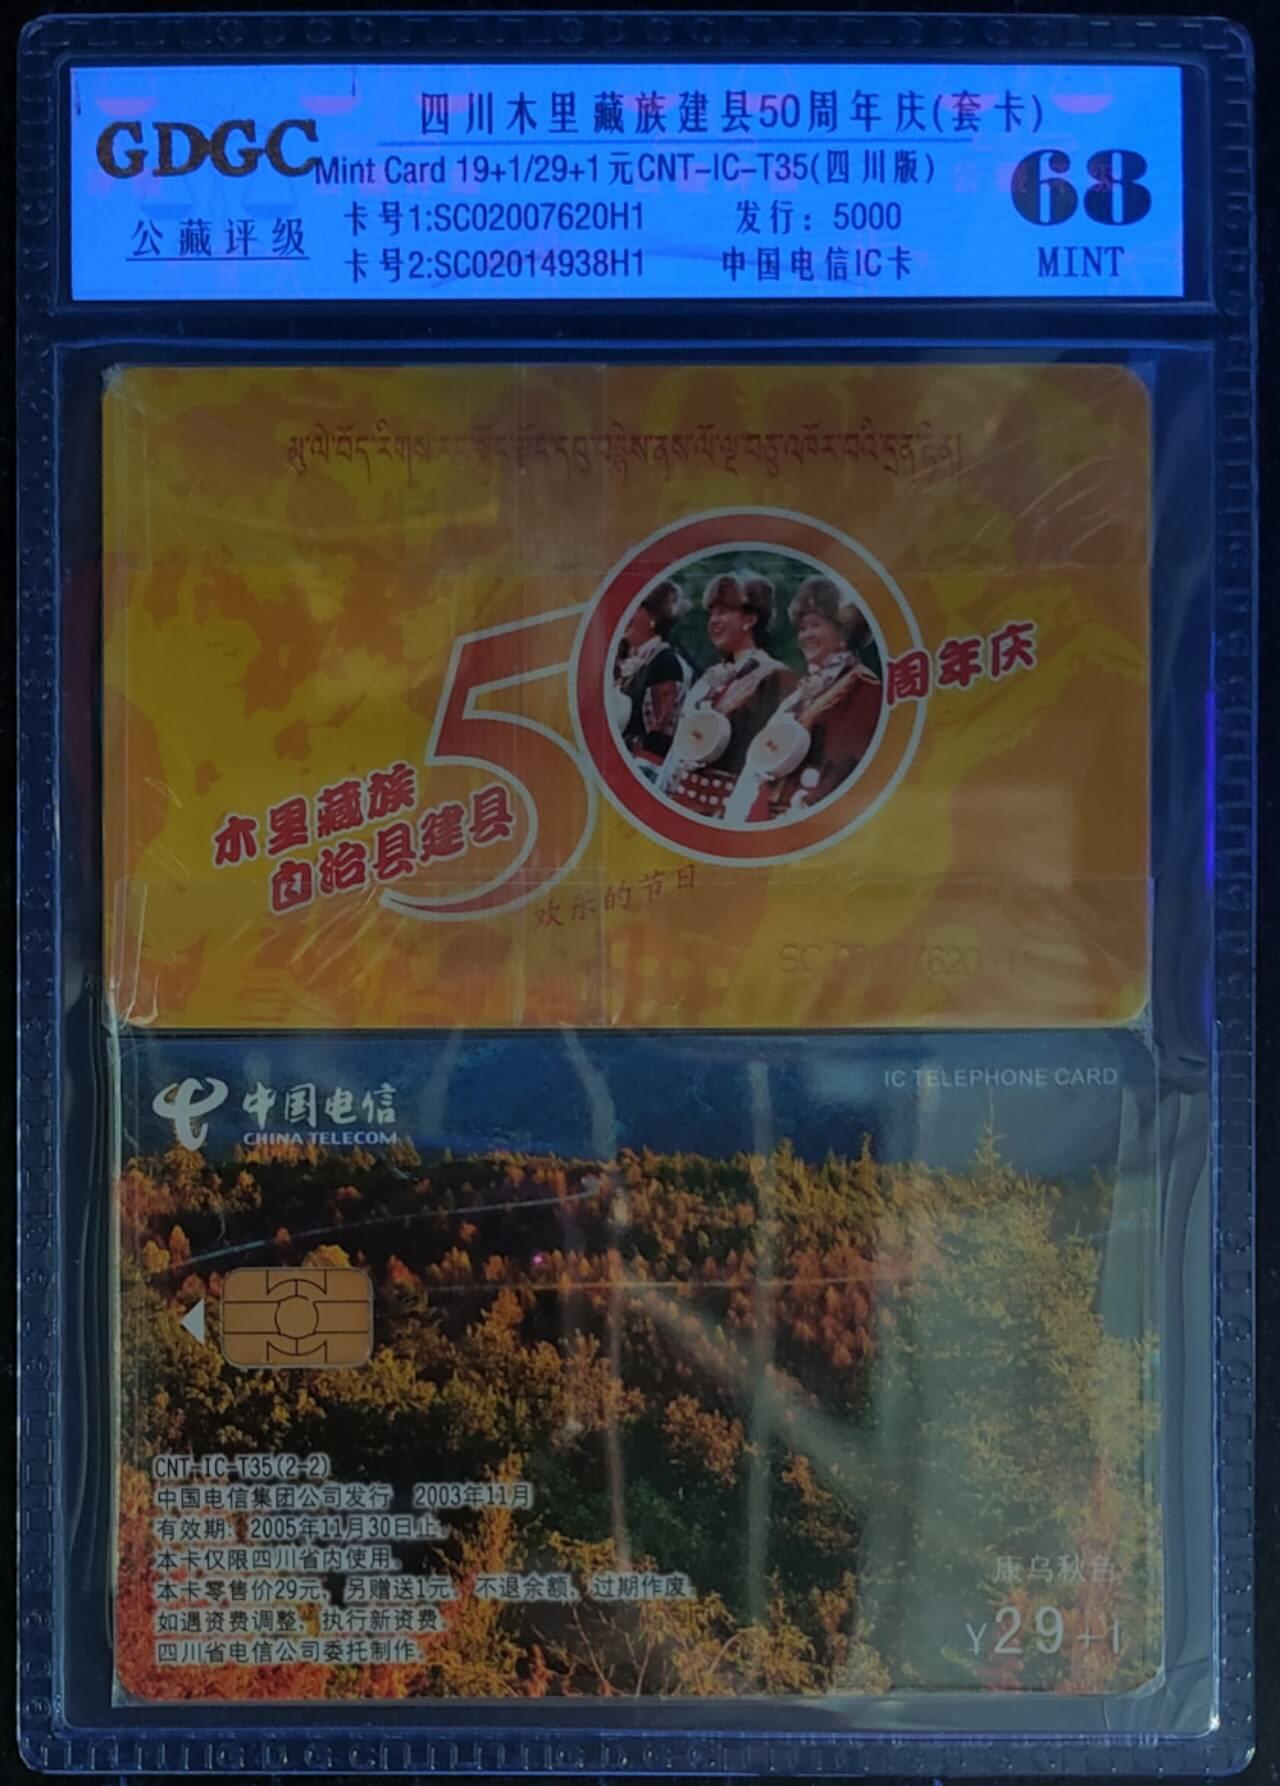 四川木里藏族建县50周年庆(套卡)
GDGC
Mint Card 19+1/29+1元CNT-IC-T35(四川版)
68
公藏评级
卡号1:SC02007620H1 发行：5000
卡号2:SC02014938H1 中国电信IC卡
MINT
མུ་ལི་བོད་རིགས་རང་སྐྱོང་རྫོང་དབུ་བརྙེས་ནས་ལོ་ལྔ་བཅུ་འཁོར་བའི་དྲན་རྟེན།
50
周年庆
木里藏族
自治县建县
欢乐的节日
中国电信
CHINA TELECOM
IC TELEPHONE CARD
CNT-IC-T35(2-2)
中国电信集团公司发行 2003年11月
有效期: 2005年11月30日止。
本卡仅限四川省内使用。
本卡零售价29元，另赠送1元，不退余额，过期作废。
如遇资费调整，执行新资费。
四川省电信公司委托制作。
康乌秋色
¥29+1